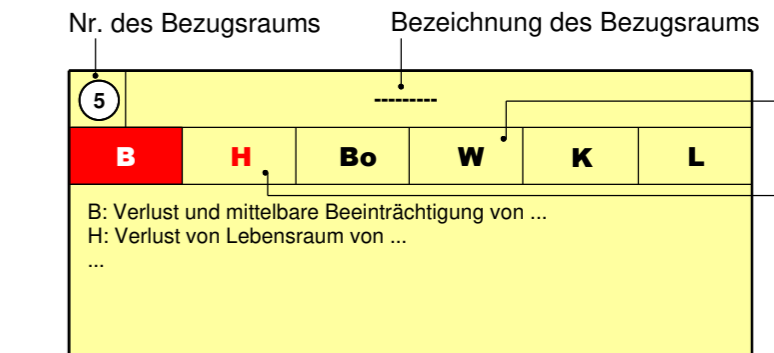 Nr. des Bezugsraums Bezeichnung des Bezugsraums
5 ---------
B H Bo W K L
B: Verlust und mittelbare Beeinträchtigung von ...
H: Verlust von Lebensraum von ...
...